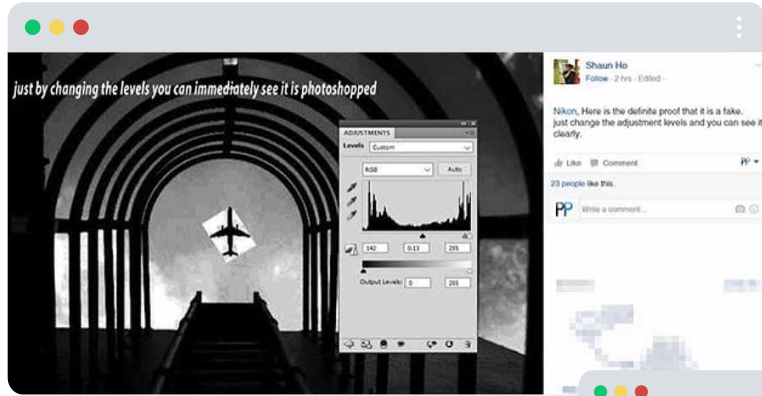 just by changing the levels you can immediately see it is photoshopped
ADJUSTMENTS
Levels Custom
RGB Auto
142 0.13 255
Output Levels: 0 255
Shaun Ho
Follow · 2 hrs · Edited ·
Nikon, Here is the definite proof that it is a fake.
just change the adjustment levels and you can see it
clearly.
Like Comment
PP
23 people like this.
PP Write a comment...